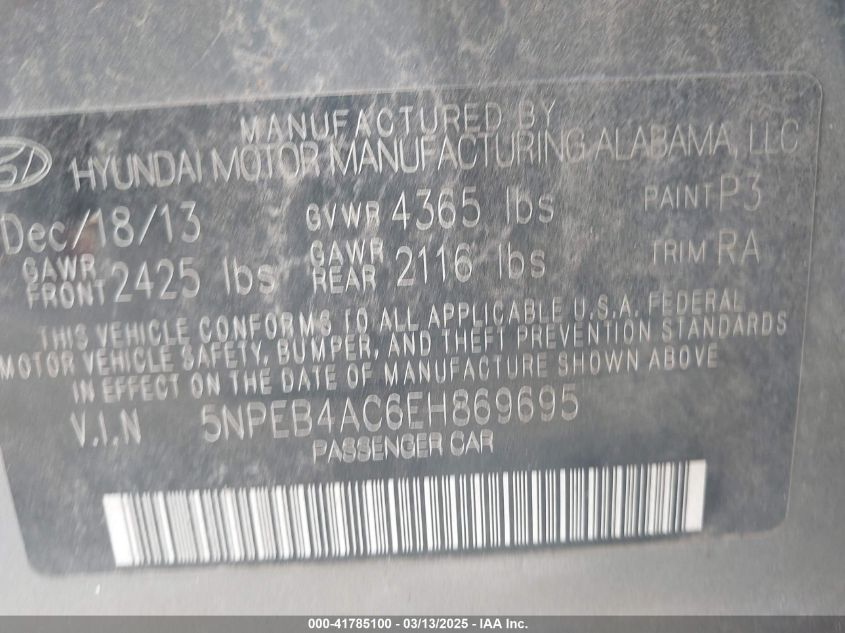 MANUFACTURED BY
HYUNDAI MOTOR MANUFACTURING ALABAMA, LLC
Dec/18/13 GVWR 4365 lbs PAINT P3
GAWR FRONT 2425 lbs GAWR REAR 2116 lbs TRIM RA
THIS VEHICLE CONFORMS TO ALL APPLICABLE U.S.A. FEDERAL
MOTOR VEHICLE SAFETY, BUMPER, AND THEFT PREVENTION STANDARDS
IN EFFECT ON THE DATE OF MANUFACTURE SHOWN ABOVE
V.I.N 5NPEB4AC6EH869695
PASSENGER CAR
000-41785100 - 03/13/2025 - IAA Inc.